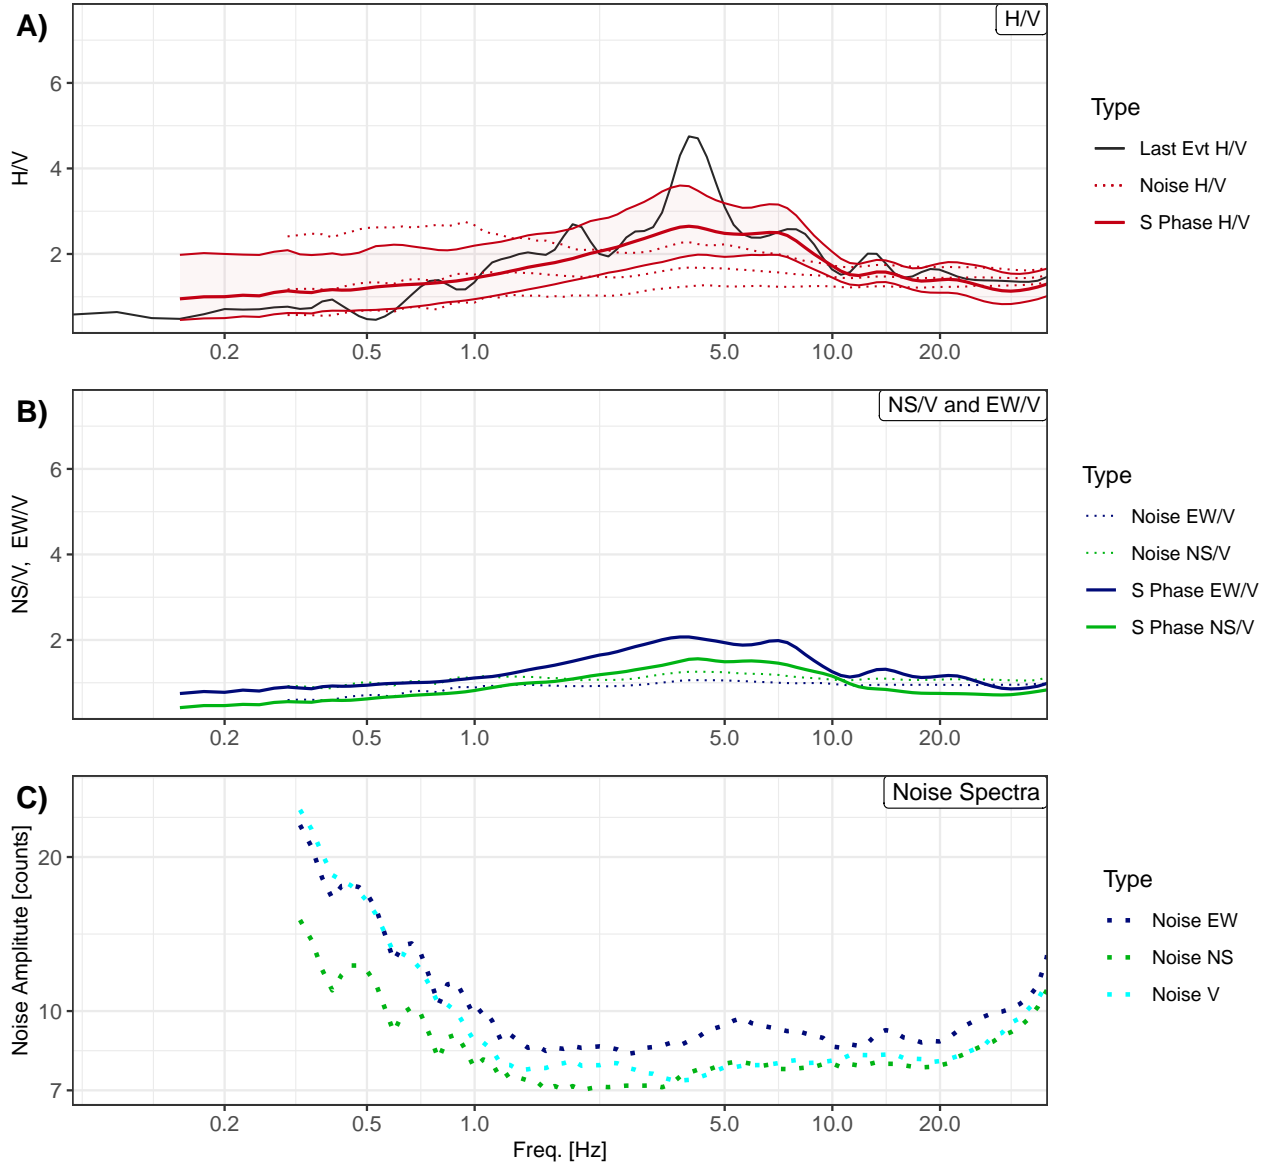 A)
H/V
6
4
2
H/V
0.2 0.5 1.0 5.0 10.0 20.0
Type
Last Evt H/V
Noise H/V
S Phase H/V
B)
NS/V and EW/V
6
4
2
NS/V, EW/V
0.2 0.5 1.0 5.0 10.0 20.0
Type
Noise EW/V
Noise NS/V
S Phase EW/V
S Phase NS/V
C)
Noise Spectra
20
10
7
Noise Amplitute [counts]
0.2 0.5 1.0 5.0 10.0 20.0
Freq. [Hz]
Type
Noise EW
Noise NS
Noise V